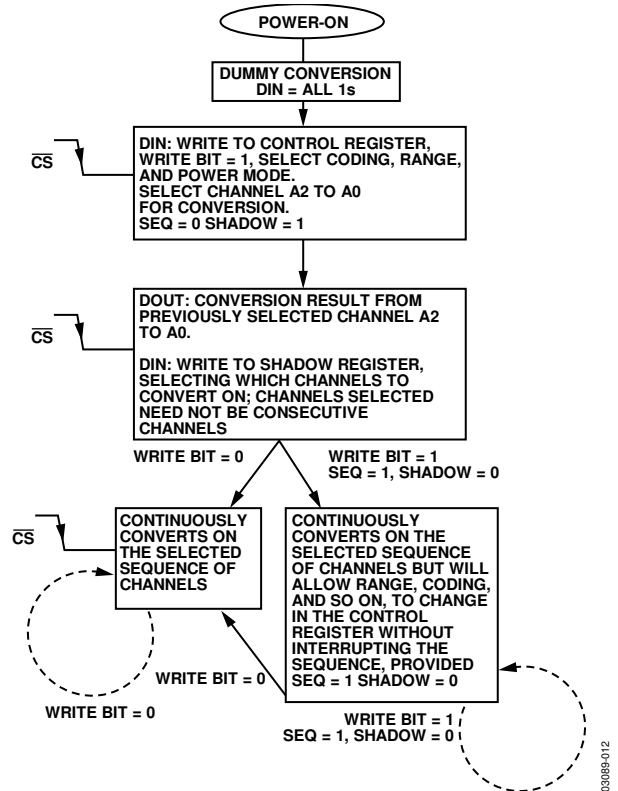 POWER-ON
DUMMY CONVERSION
DIN = ALL 1s
CS
DIN: WRITE TO CONTROL REGISTER,
WRITE BIT = 1, SELECT CODING, RANGE,
AND POWER MODE.
SELECT CHANNEL A2 TO A0
FOR CONVERSION.
SEQ = 0 SHADOW = 1
CS
DOUT: CONVERSION RESULT FROM
PREVIOUSLY SELECTED CHANNEL A2
TO A0.
DIN: WRITE TO SHADOW REGISTER,
SELECTING WHICH CHANNELS TO
CONVERT ON; CHANNELS SELECTED
NEED NOT BE CONSECUTIVE
CHANNELS
WRITE BIT = 0
WRITE BIT = 1
SEQ = 1, SHADOW = 0
CS
CONTINUOUSLY
CONVERTS ON
THE SELECTED
SEQUENCE OF
CHANNELS
CONTINUOUSLY
CONVERTS ON THE
SELECTED SEQUENCE
OF CHANNELS BUT WILL
ALLOW RANGE, CODING,
AND SO ON, TO CHANGE
IN THE CONTROL
REGISTER WITHOUT
INTERRUPTING THE
SEQUENCE, PROVIDED
SEQ = 1 SHADOW = 0
WRITE BIT = 0
WRITE BIT = 0
WRITE BIT = 1
SEQ = 1, SHADOW = 0
03089-012